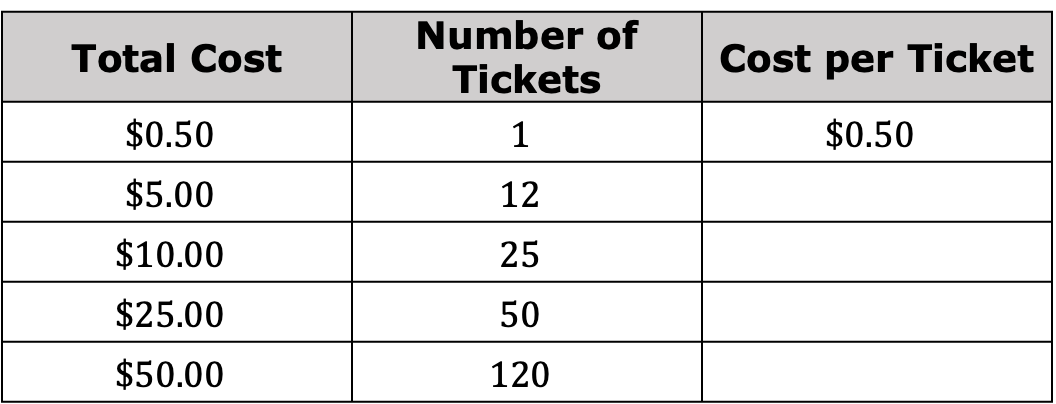 Total Cost
Number of
Tickets
Cost per Ticket
$0.50 1 $0.50
$5.00 12
$10.00 25
$25.00 50
$50.00 120